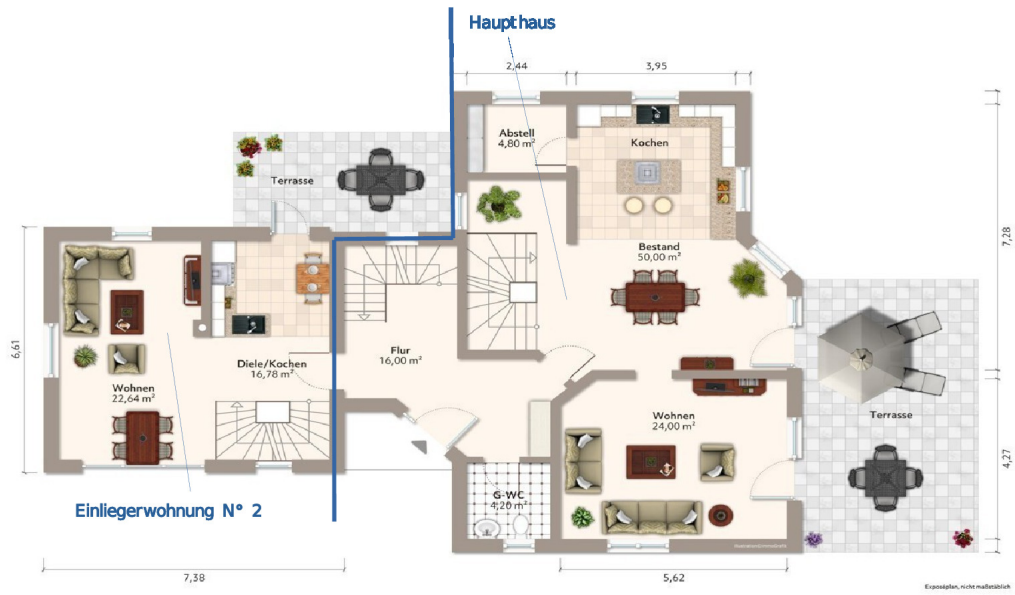 Haupthaus
2,44
3,95
Abstell
4,80 m²
Kochen
Terrasse
Bestand
50,00 m²
7,28
6,61
Flur
16,00 m²
Diele/Kochen
16,78 m²
Wohnen
22,64 m²
Wohnen
24,00 m²
Terrasse
4,27
G-WC
4,20 m²
Einliegerwohnung N° 2
7,38
5,62
Exposéplan, nicht maßstäblich